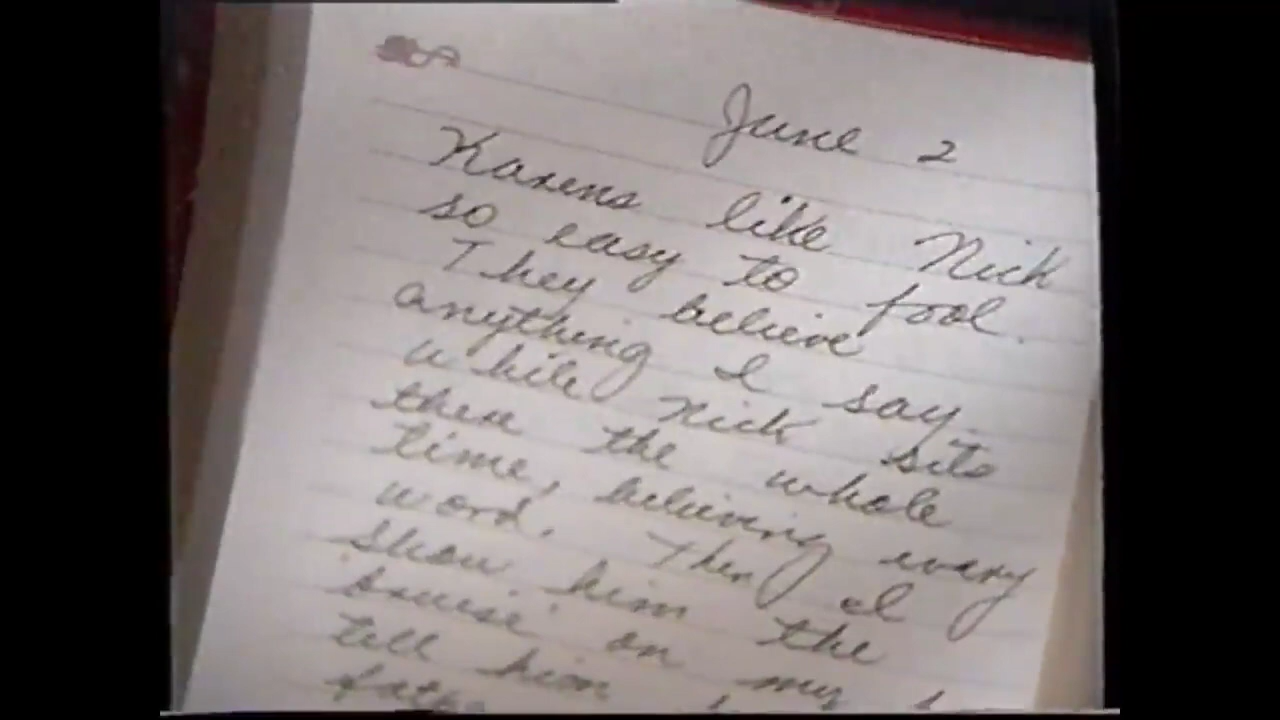 June 2
Karens like Nick
so easy to fool.
They believe
anything I say.
while Nick sits
there the whole
time, believing every
word. Then I
show him the
bruise on my
tell him